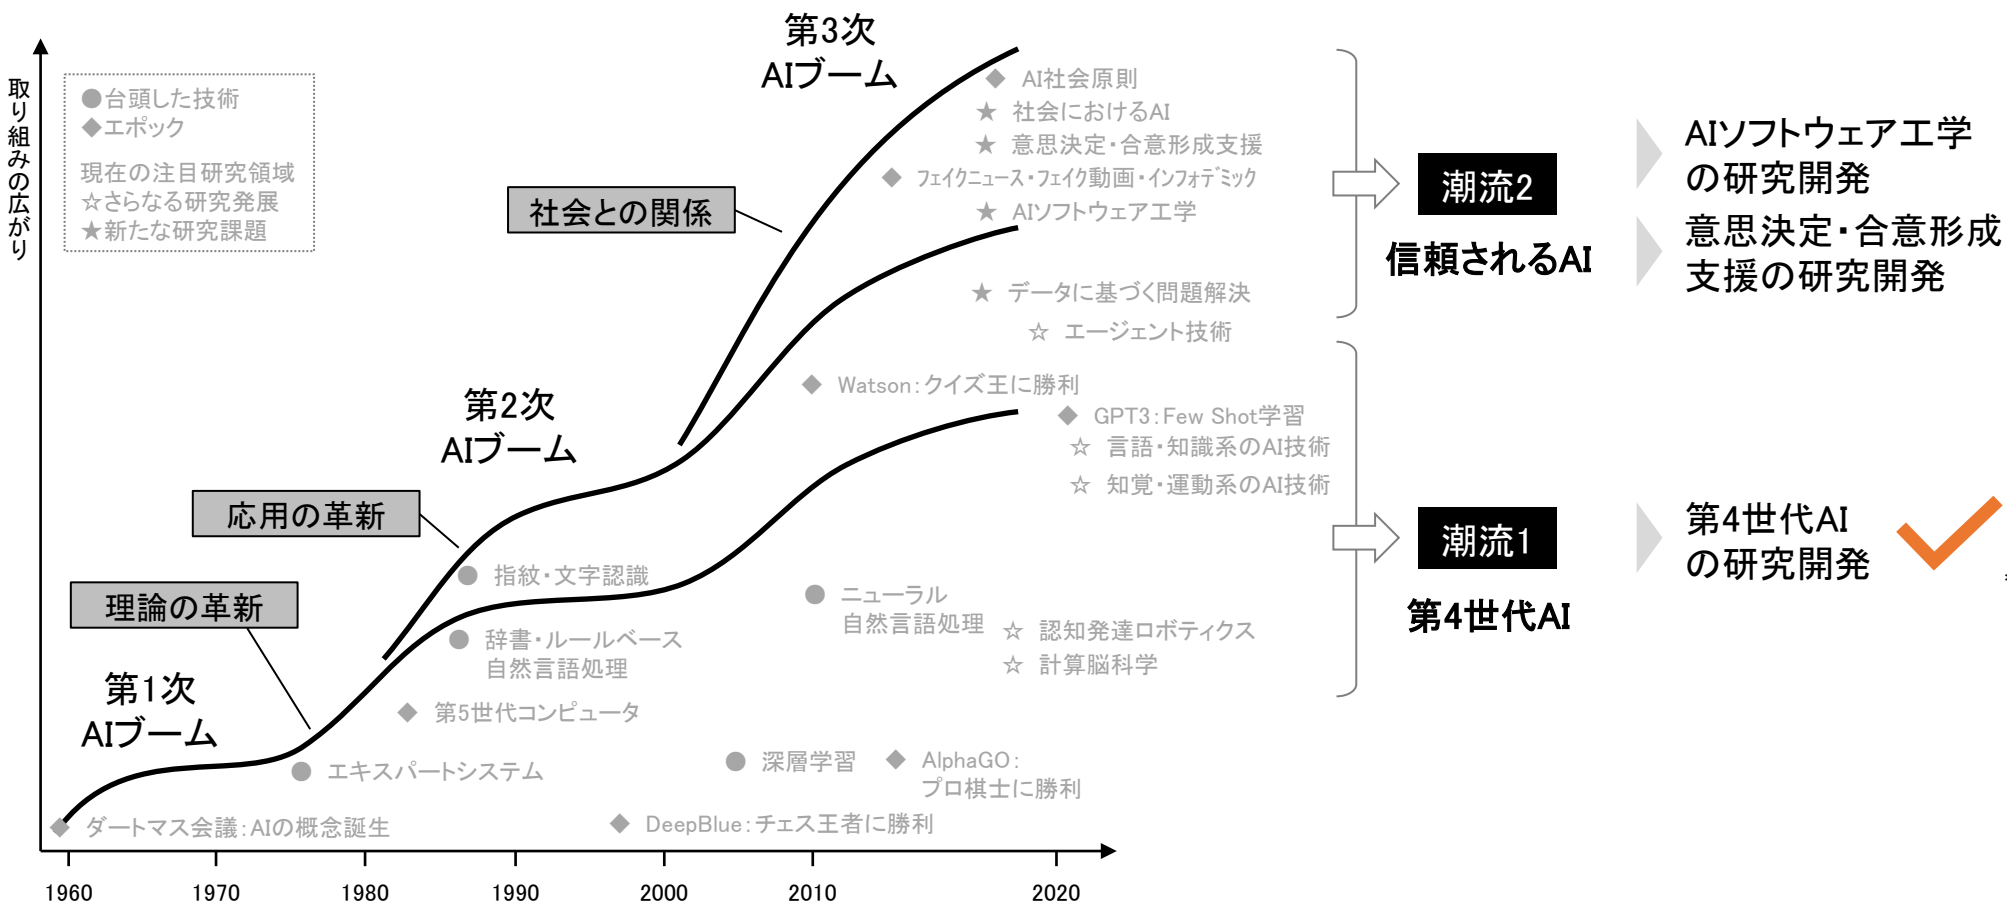 第3次
AIブーム
取り組みの広がり
●台頭した技術
◆エポック
現在の注目研究領域
☆さらなる研究発展
★新たな研究課題
◆ AI社会原則
★ 社会におけるAI
★ 意思決定・合意形成支援
◆ フェイクニュース・フェイク動画・インフォデミック
★ AIソフトウェア工学
社会との関係
★ データに基づく問題解決
☆ エージェント技術
◆ Watson：クイズ王に勝利
第2次
AIブーム
◆ GPT3：Few Shot学習
☆ 言語・知識系のAI技術
☆ 知覚・運動系のAI技術
応用の革新
● 指紋・文字認識
理論の革新
● ニューラル
自然言語処理
● 辞書・ルールベース
自然言語処理
☆ 認知発達ロボティクス
☆ 計算脳科学
第1次
AIブーム
◆ 第5世代コンピュータ
● エキスパートシステム
● 深層学習
◆ AlphaGO：
プロ棋士に勝利
◆ ダートマス会議：AIの概念誕生
◆ DeepBlue：チェス王者に勝利
1960 1970 1980 1990 2000 2010 2020
潮流2
信頼されるAI
AIソフトウェア工学
の研究開発
意思決定・合意形成
支援の研究開発
潮流1
第4世代AI
第4世代AI
の研究開発